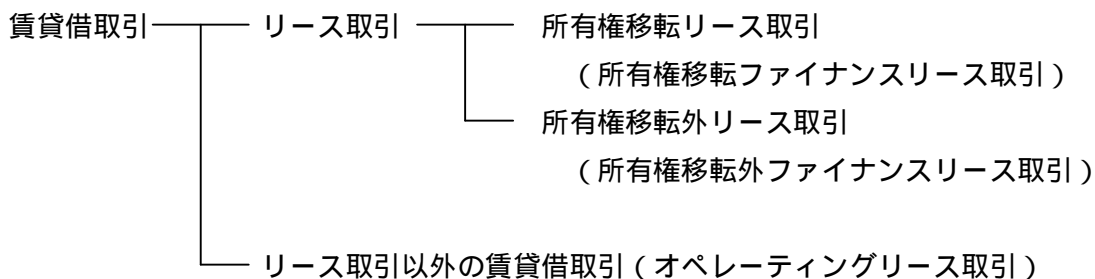 賃貸借取引 リース取引 所有権移転リース取引
（所有権移転ファイナンスリース取引）
所有権移転外リース取引
（所有権移転外ファイナンスリース取引）
リース取引以外の賃貸借取引（オペレーティングリース取引）